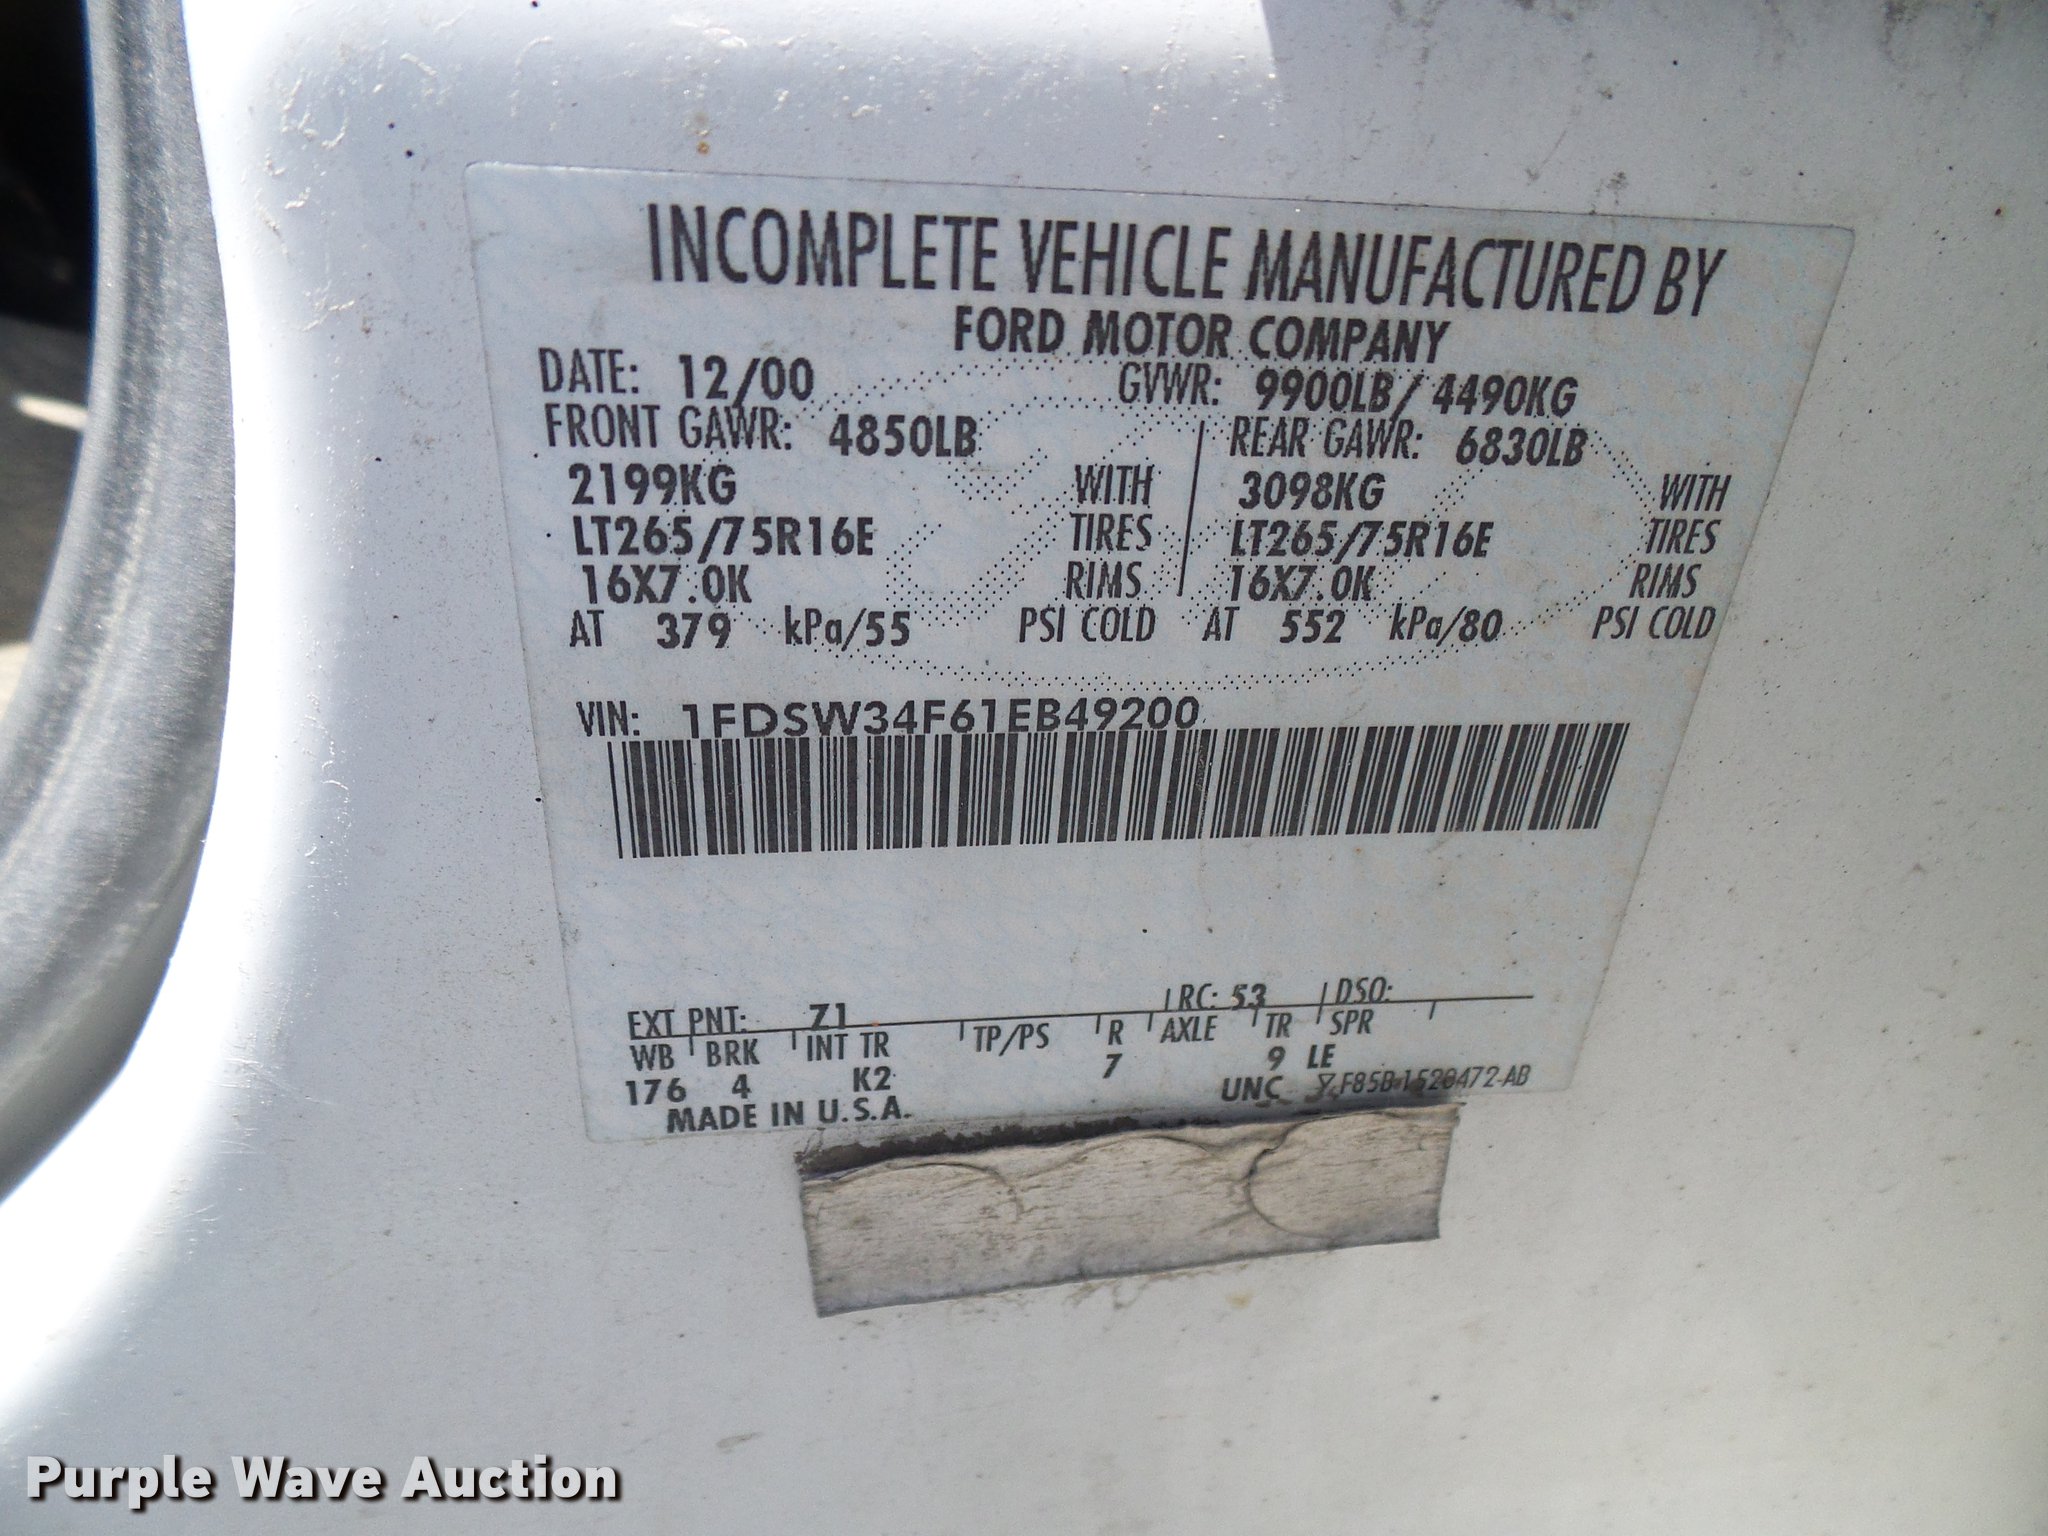 INCOMPLETE VEHICLE MANUFACTURED BY
FORD MOTOR COMPANY
DATE: 12/00 GVWR: 9900LB/ 4490KG
FRONT GAWR: 4850LB REAR GAWR: 6830LB
2199KG WITH 3098KG WITH
LT265/75R16E TIRES LT265/75R16E TIRES
16X7.0K RIMS 16X7.0K RIMS
AT 379 kPa/55 PSI COLD AT 552 kPa/80 PSI COLD
VIN: 1FDSW34F61EB49200
EXT PNT: Z1 RC: 53 DSO:
WB BRK INT TR TP/PS R AXLE TR SPR
176 4 K2 7 9 LE
MADE IN U.S.A. UNC F85B-1520472-AB
Purple Wave Auction